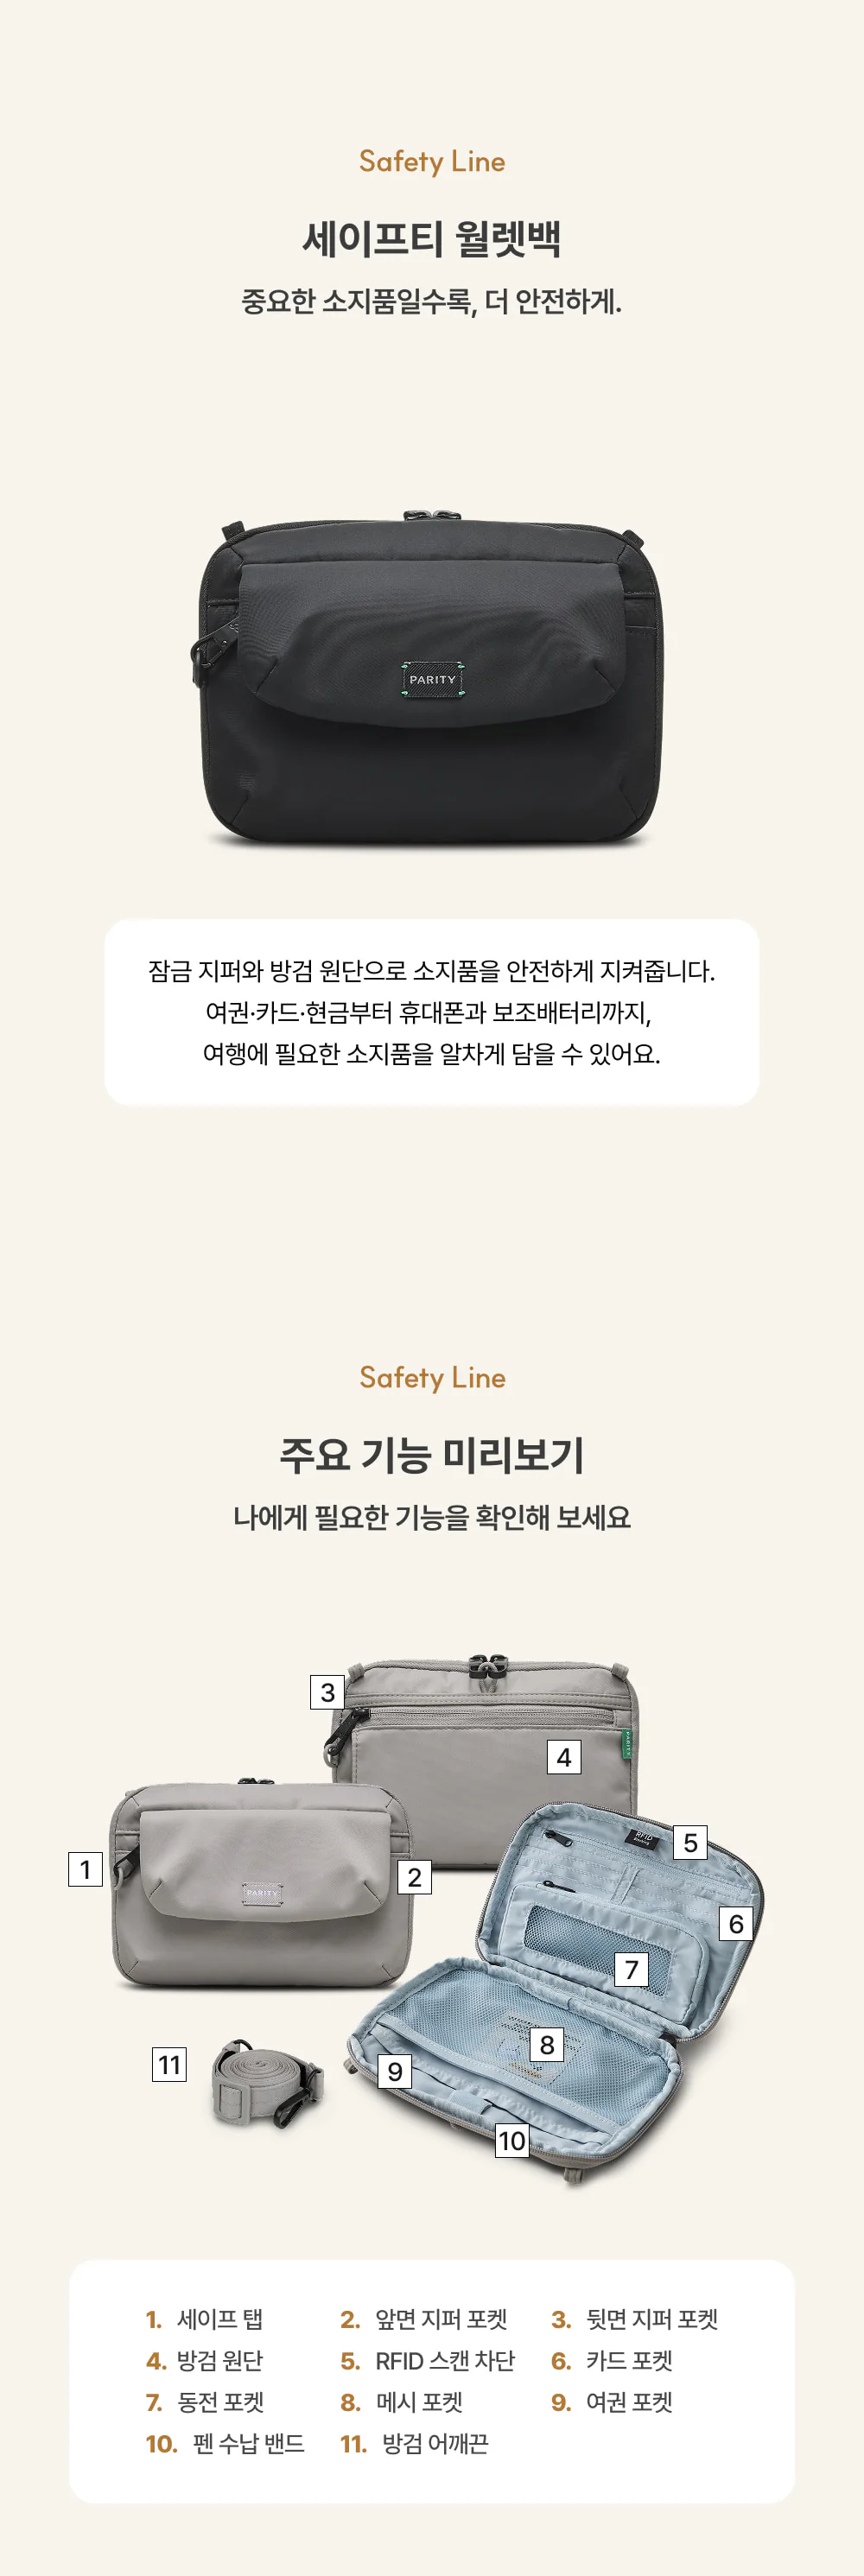 Safety Line
세이프티 월렛백
중요한 소지품일수록, 더 안전하게.
PARITY
잠금 지퍼와 방검 원단으로 소지품을 안전하게 지켜줍니다.
여권·카드·현금부터 휴대폰과 보조배터리까지,
여행에 필요한 소지품을 알차게 담을 수 있어요.
Safety Line
주요 기능 미리보기
나에게 필요한 기능을 확인해 보세요
3
PARITY
4
RFID
5
1
2
PARITY
6
7
8
11
9
10
1. 세이프 탭 2. 앞면 지퍼 포켓 3. 뒷면 지퍼 포켓
4. 방검 원단 5. RFID 스캔 차단 6. 카드 포켓
7. 동전 포켓 8. 메시 포켓 9. 여권 포켓
10. 펜 수납 밴드 11. 방검 어깨끈